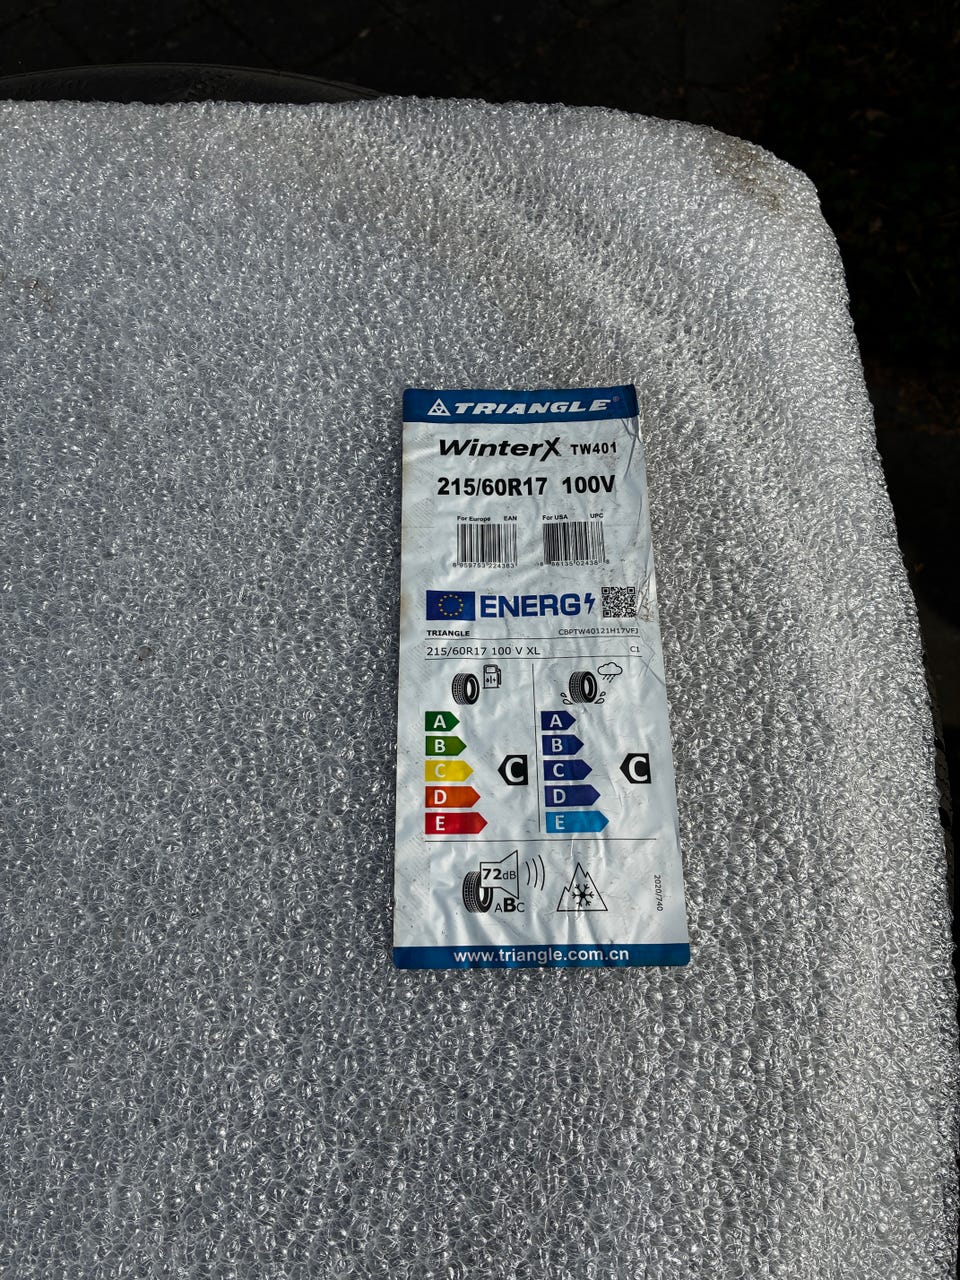 TRIANGLE®
WinterX TW401
215/60R17 100V
For Europe EAN For USA UPC
ENERG
TRIANGLE CBPTW40121H17VFJ
215/60R17 100 V XL C1
A A
B B
C C C C
D D
E E
72dB
ABC
2020/740
www.triangle.com.cn